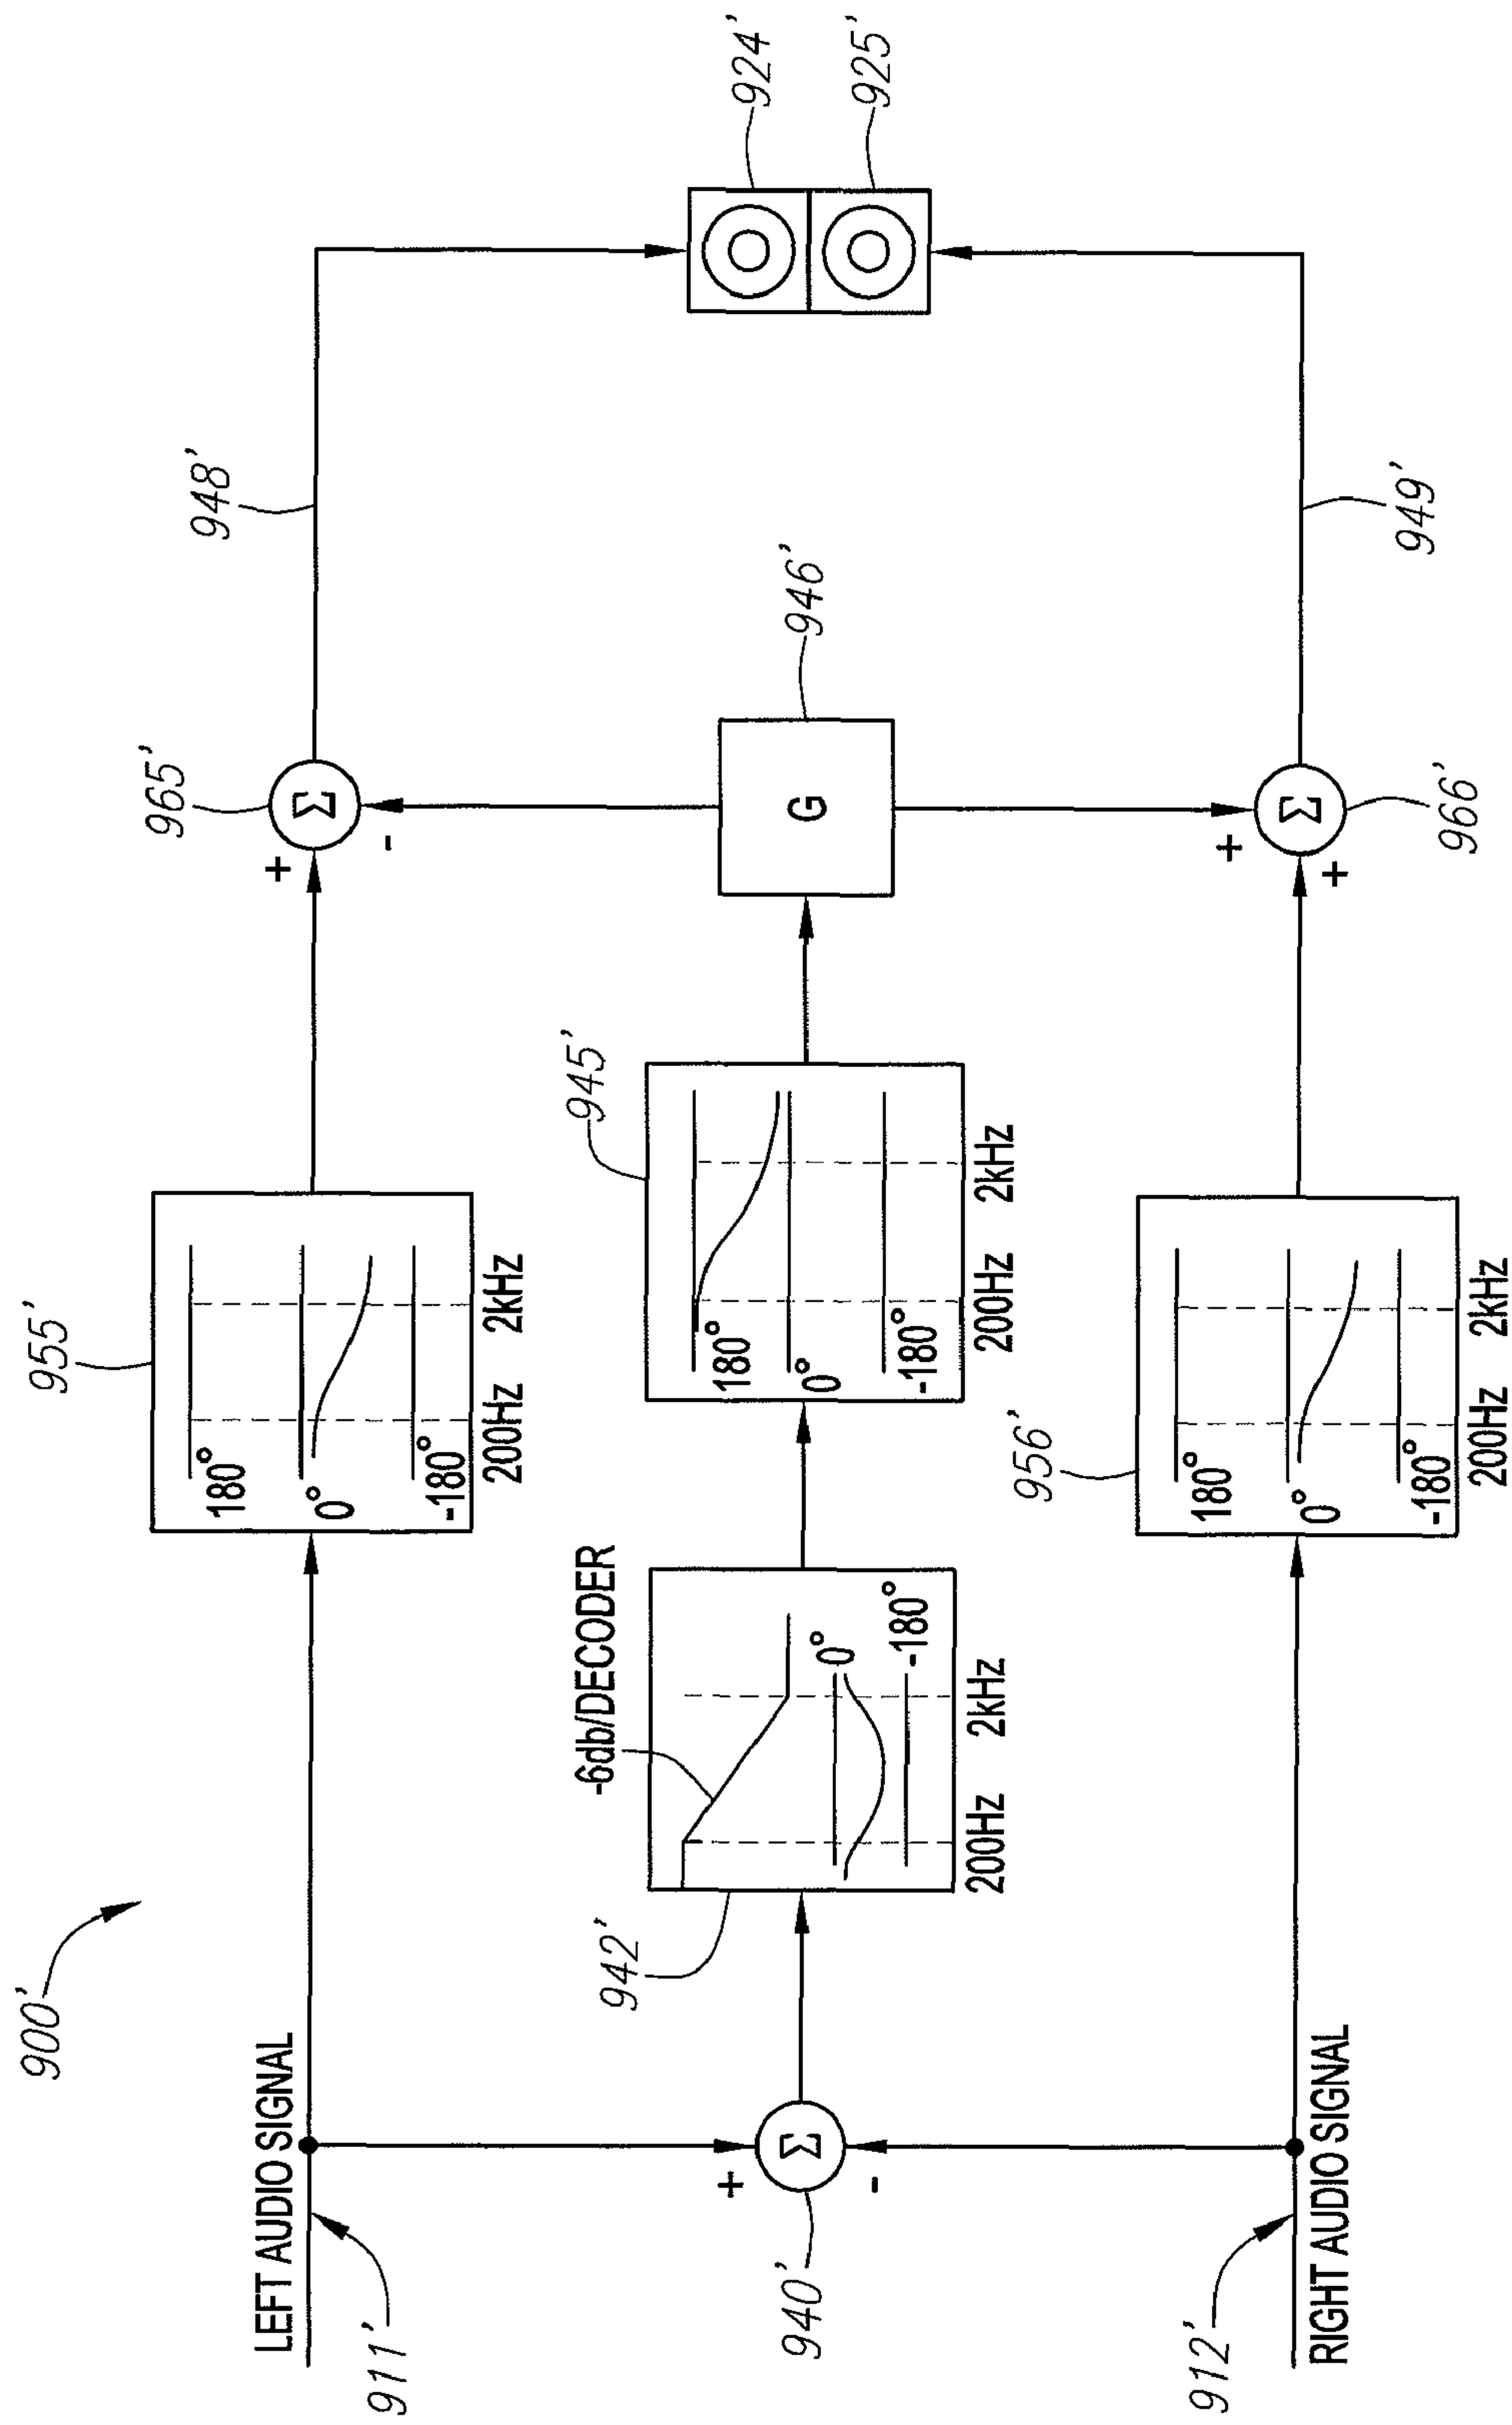 900'
LEFT AUDIO SIGNAL
911'
955'
180°
0°
-180°
200Hz 2kHz
+
-
Σ
965'
948'
+
-
Σ
940'
942'
-6db/DECODER
0°
-180°
200Hz 2kHz
945'
180°
0°
-180°
200Hz 2kHz
G
946'
924'
925'
RIGHT AUDIO SIGNAL
912'
956'
180°
0°
-180°
200Hz 2kHz
+
+
Σ
966'
949'